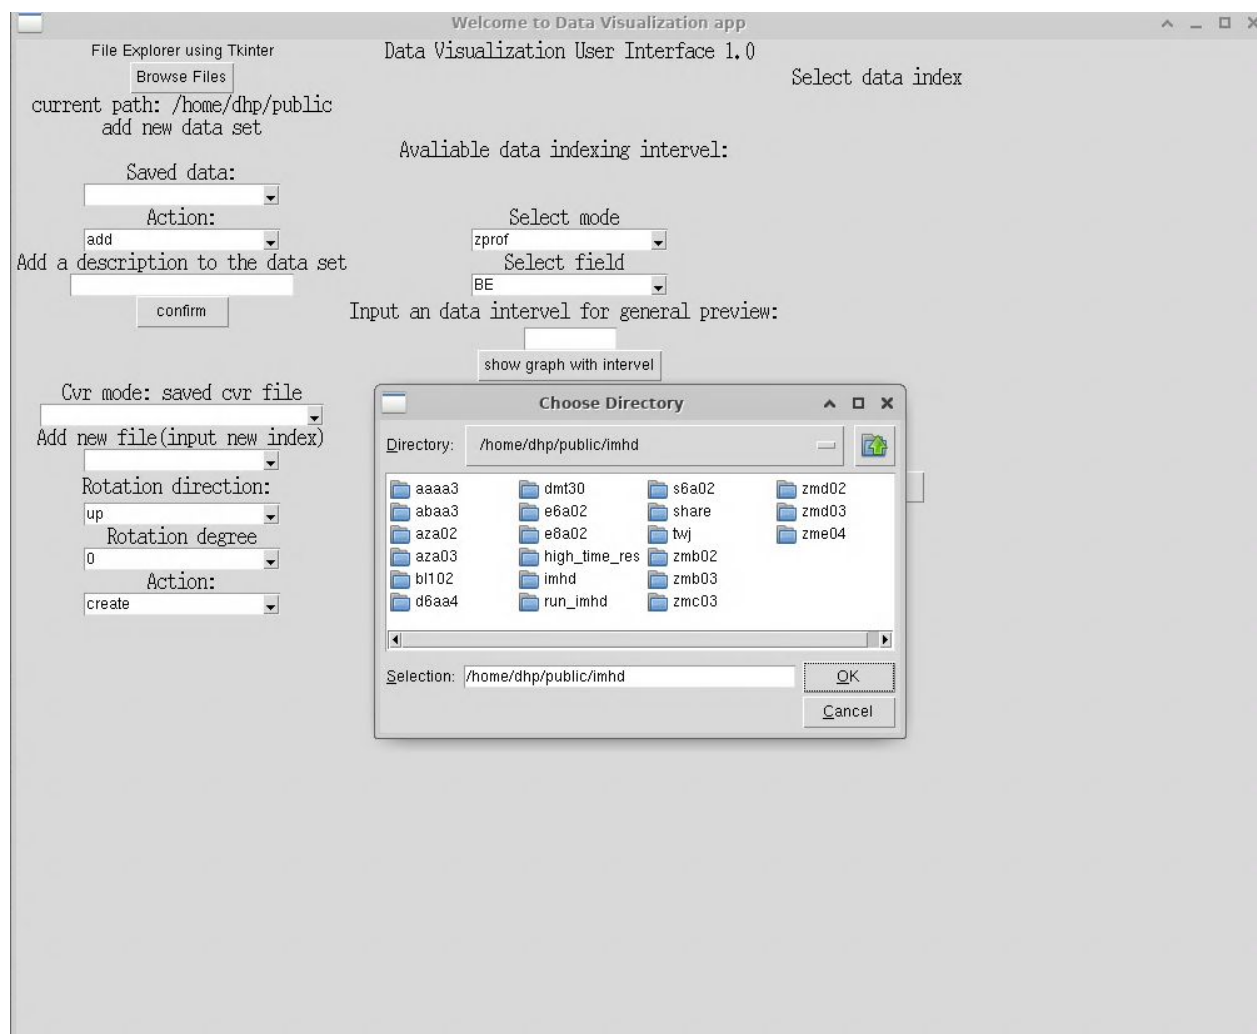 Welcome to Data Visualization app
File Explorer using Tkinter
Data Visualization User Interface 1.0
Browse Files
Select data index
current path: /home/dhp/public
add new data set
Avaliable data indexing intervel:
Saved data:
Action:
Select mode
add
zprof
Add a description to the data set
Select field
BE
confirm
Input an data intervel for general preview:
show graph with intervel
Cvr mode: saved cvr file
Add new file(input new index)
Rotation direction:
up
Rotation degree
0
Action:
create
Choose Directory
Directory: /home/dhp/public/imhd
aaaa3 dmt30 s6a02 zmd02
abaa3 e6a02 share zmd03
aza02 e8a02 twj zme04
aza03 high_time_res zmb02
bl102 imhd zmb03
d6aa4 run_imhd zmc03
Selection: /home/dhp/public/imhd OK
Cancel